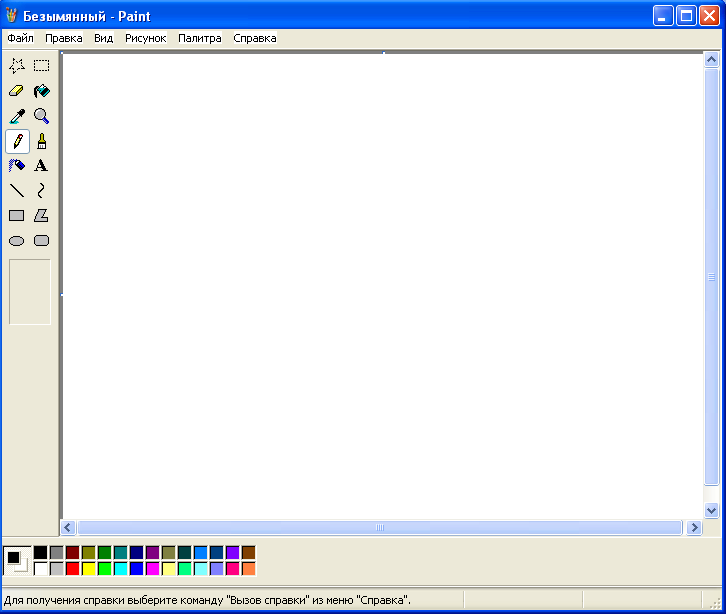 Безымянный - Paint
Файл Правка Вид Рисунок Палитра Справка
A
Для получения справки выберите команду "Вызов справки" из меню "Справка".